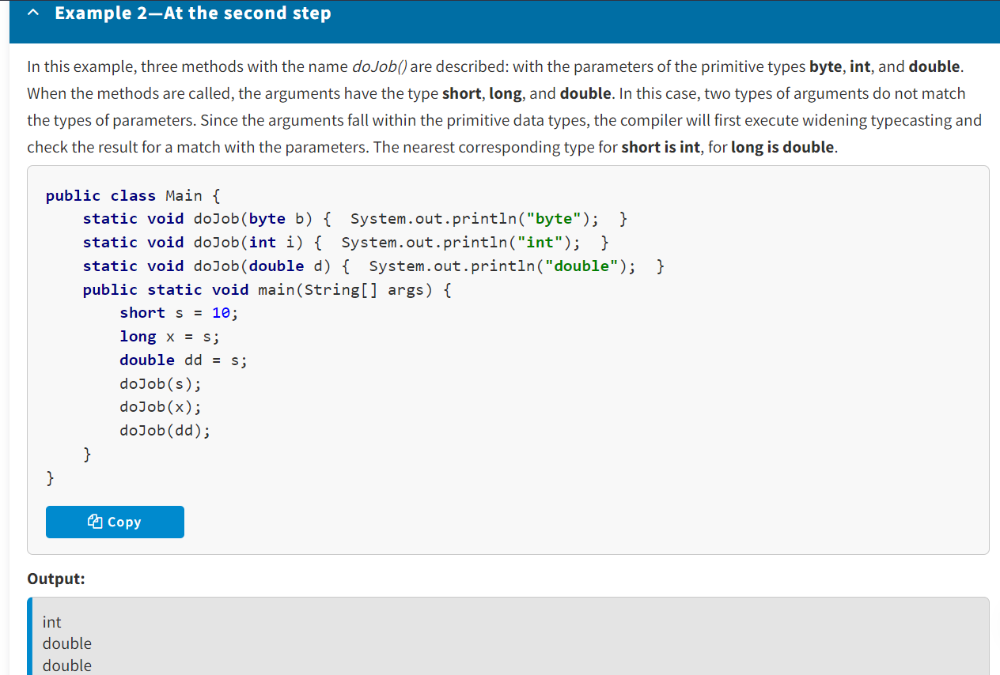 Example 2—At the second step
In this example, three methods with the name doJob() are described: with the parameters of the primitive types byte, int, and double.
When the methods are called, the arguments have the type short, long, and double. In this case, two types of arguments do not match
the types of parameters. Since the arguments fall within the primitive data types, the compiler will first execute widening typecasting and
check the result for a match with the parameters. The nearest corresponding type for short is int, for long is double.
public class Main {
    static void doJob(byte b) {  System.out.println("byte");  }
    static void doJob(int i) {  System.out.println("int");  }
    static void doJob(double d) {  System.out.println("double");  }
    public static void main(String[] args) {
        short s = 10;
        long x = s;
        double dd = s;
        doJob(s);
        doJob(x);
        doJob(dd);
    }
}
Copy
Output:
int
double
double